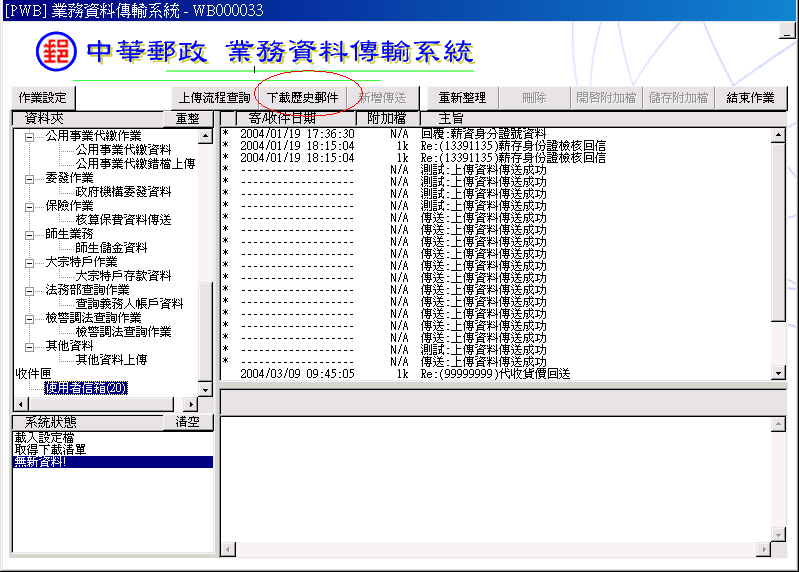 [PWB] 業務資料傳輸系統 - WB000033
郵 中華郵政 業務資料傳輸系統
作業設定 上傳流程查詢 下載歷史郵件 新增傳送 重新整理 刪除 開啓附加檔 儲存附加檔 結束作業
資料夾 重整
公用事業代繳作業
公用事業代繳資料
公用事業代繳錯檔上傳
委發作業
政府機構委發資料
保險作業
核算保費資料傳送
師生業務
師生儲金資料
大宗特戶作業
大宗特戶存款資料
法務部查詢作業
查詢義務人帳戶資料
檢警調法查詢作業
檢警調法查詢作業
其他資料
其他資料上傳
收件匣
使用者信箱(20)
寄/收件日期 附加檔 主旨
* 2004/01/19 17:36:30 N/A 回覆:薪資身分證號資料
* 2004/01/19 18:15:04 1k Re:(13391135)薪存身份證檢核回信
* 2004/01/19 18:15:04 1k Re:(13391135)薪存身份證檢核回信
* ------------------- N/A 測試:上傳資料傳送成功
* ------------------- N/A 測試:上傳資料傳送成功
* ------------------- N/A 測試:上傳資料傳送成功
* ------------------- N/A 測試:上傳資料傳送成功
* ------------------- N/A 傳送:上傳資料傳送成功
* ------------------- N/A 傳送:上傳資料傳送成功
* ------------------- N/A 傳送:上傳資料傳送成功
* ------------------- N/A 傳送:上傳資料傳送成功
* ------------------- N/A 傳送:上傳資料傳送成功
* ------------------- N/A 傳送:上傳資料傳送成功
* ------------------- N/A 傳送:上傳資料傳送成功
* ------------------- N/A 傳送:上傳資料傳送成功
* ------------------- N/A 傳送:上傳資料傳送成功
* ------------------- N/A 傳送:上傳資料傳送成功
* ------------------- N/A 傳送:上傳資料傳送成功
* ------------------- N/A 測試:上傳資料傳送成功
* ------------------- N/A 傳送:上傳資料傳送成功
2004/03/09 09:45:05 1k Re:(99999999)代收貨價回送
系統狀態 清空
載入設定檔
取得下載清單
無新資料!